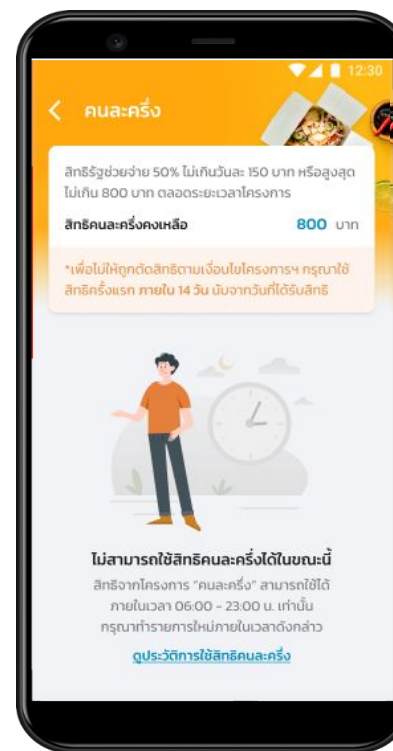 12:30
คนละครึ่ง
สิทธิรัฐช่วยจ่าย 50% ไม่เกินวันละ 150 บาท หรือสูงสุด
ไม่เกิน 800 บาท ตลอดระยะเวลาโครงการ
สิทธิคนละครึ่งคงเหลือ 800 บาท
*เพื่อไม่ให้ถูกตัดสิทธิตามเงื่อนไขโครงการฯ กรุณาใช้
สิทธิครั้งแรก ภายใน 14 วัน นับจากวันที่ได้รับสิทธิ
ไม่สามารถใช้สิทธิคนละครึ่งได้ในขณะนี้
สิทธิจากโครงการ "คนละครึ่ง" สามารถใช้ได้
ภายในเวลา 06:00 - 23:00 น. เท่านั้น
กรุณาทำรายการใหม่ภายในเวลาดังกล่าว
ดูประวัติการใช้สิทธิคนละครึ่ง